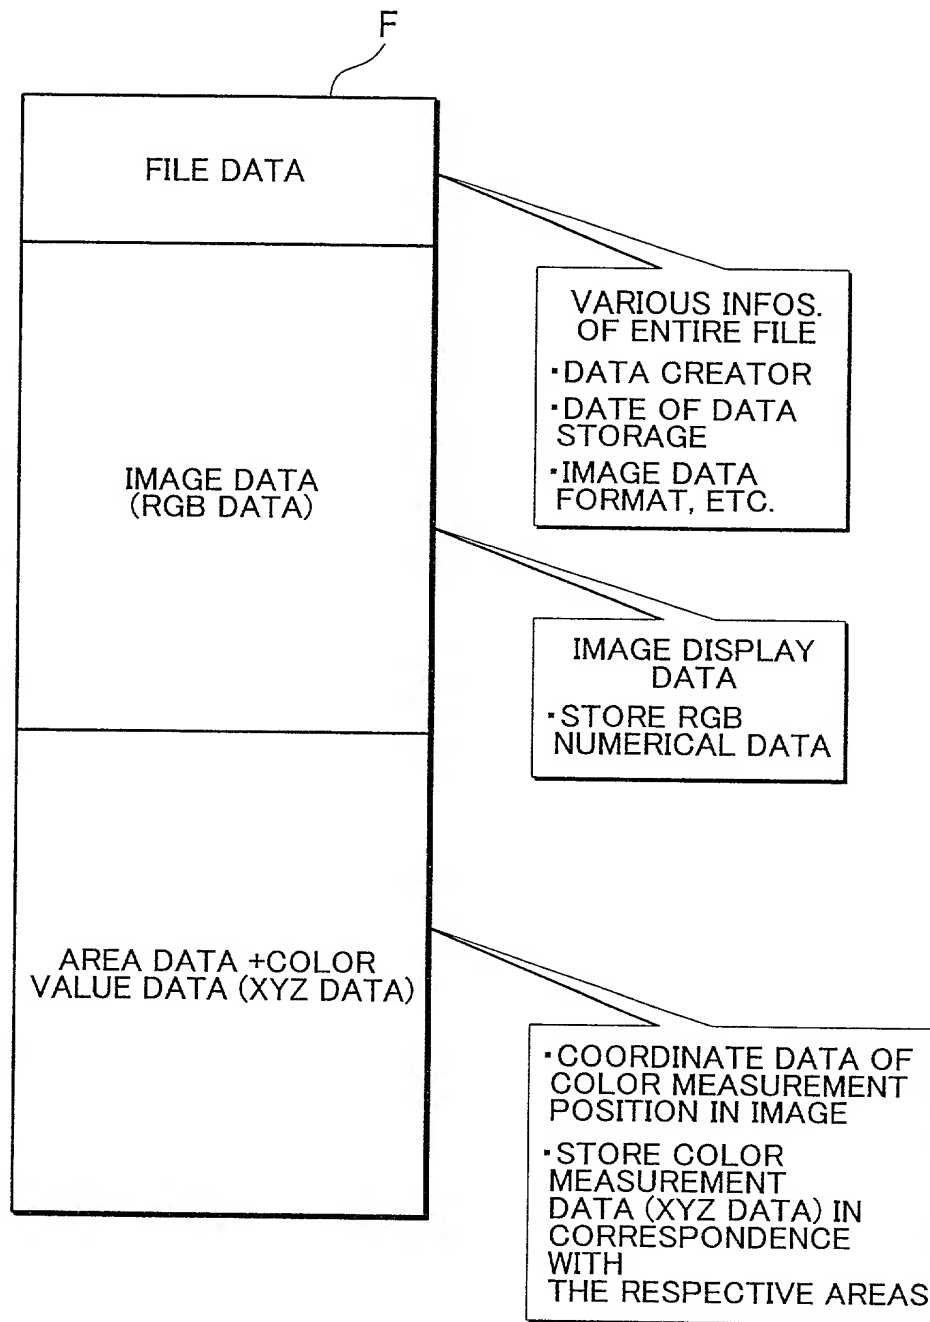 F
FILE DATA
VARIOUS INFOS.
OF ENTIRE FILE
・DATA CREATOR
・DATE OF DATA
STORAGE
・IMAGE DATA
FORMAT, ETC.
IMAGE DATA
(RGB DATA)
IMAGE DISPLAY
DATA
・STORE RGB
NUMERICAL DATA
AREA DATA +COLOR
VALUE DATA (XYZ DATA)
・COORDINATE DATA OF
COLOR MEASUREMENT
POSITION IN IMAGE
・STORE COLOR
MEASUREMENT
DATA (XYZ DATA) IN
CORRESPONDENCE
WITH
THE RESPECTIVE AREAS